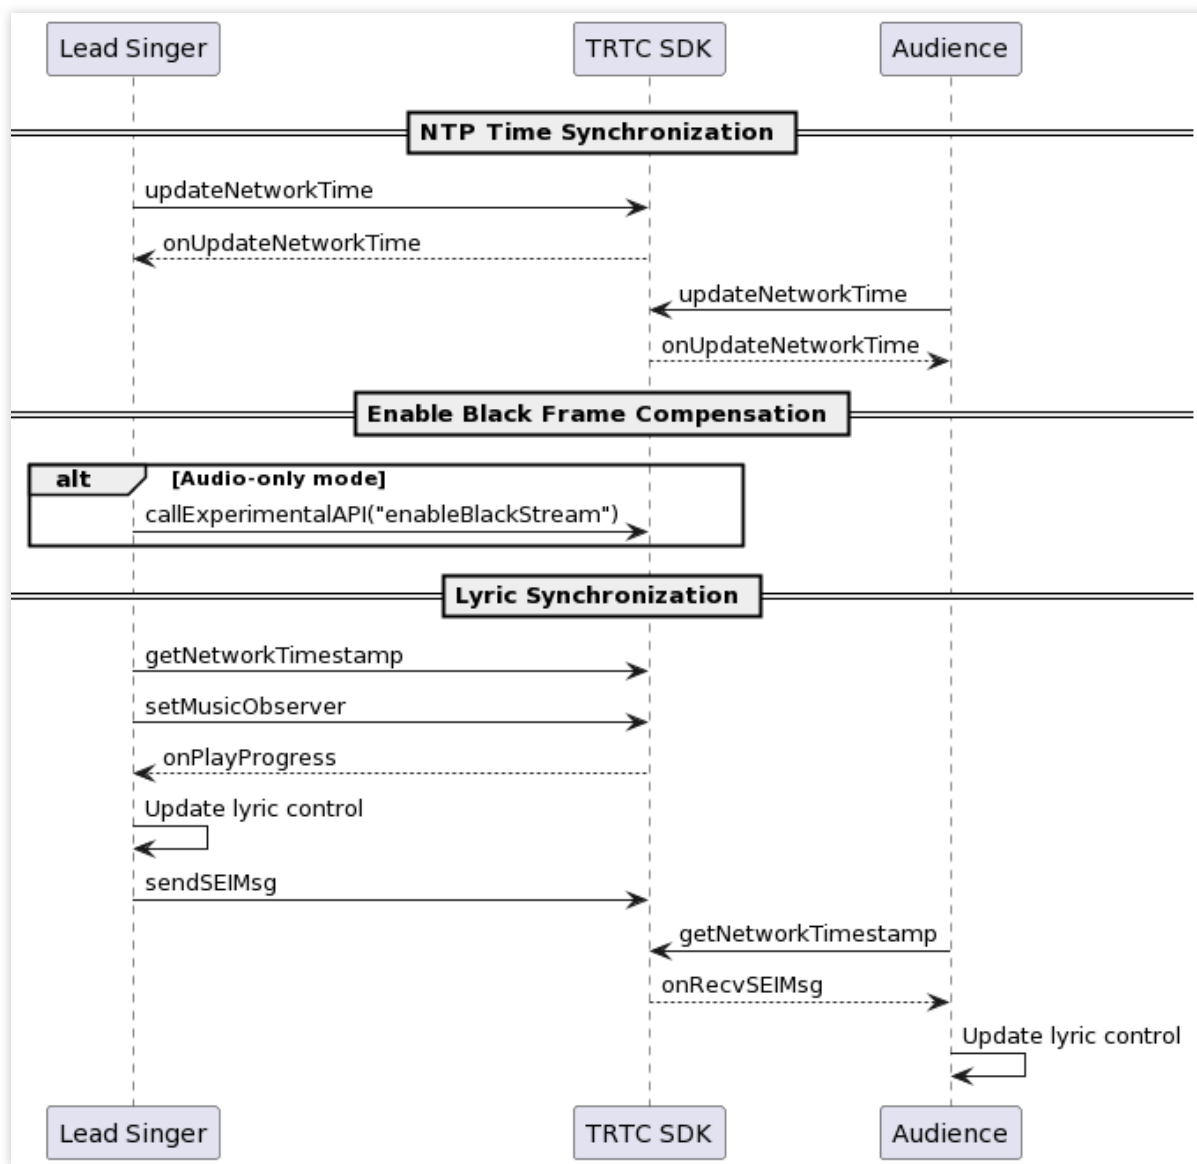 Lead Singer
TRTC SDK
Audience
NTP Time Synchronization
updateNetworkTime
onUpdateNetworkTime
updateNetworkTime
onUpdateNetworkTime
Enable Black Frame Compensation
alt
[Audio-only mode]
callExperimentalAPI("enableBlackStream")
Lyric Synchronization
getNetworkTimestamp
setMusicObserver
onPlayProgress
Update lyric control
sendSEIMsg
getNetworkTimestamp
onRecvSEIMsg
Update lyric control
Lead Singer
TRTC SDK
Audience